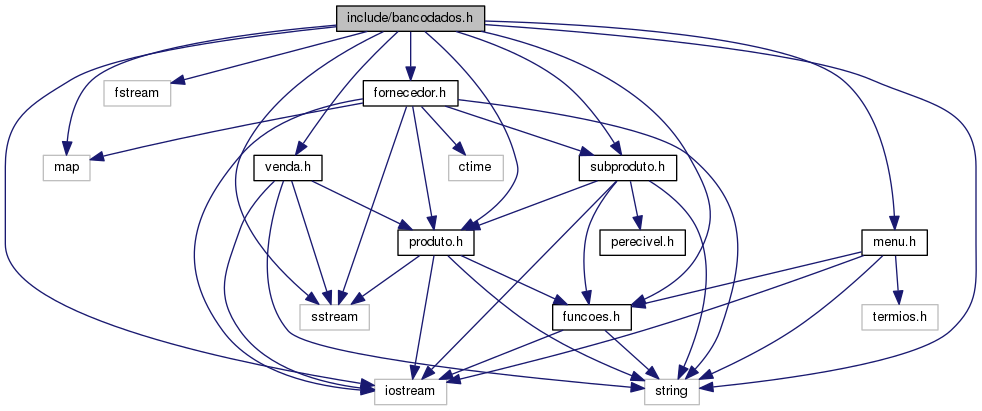 include/bancodados.h
fstream
fornecedor.h
map
venda.h
ctime
subproduto.h
produto.h
perecivel.h
menu.h
sstream
funcoes.h
termios.h
iostream
string